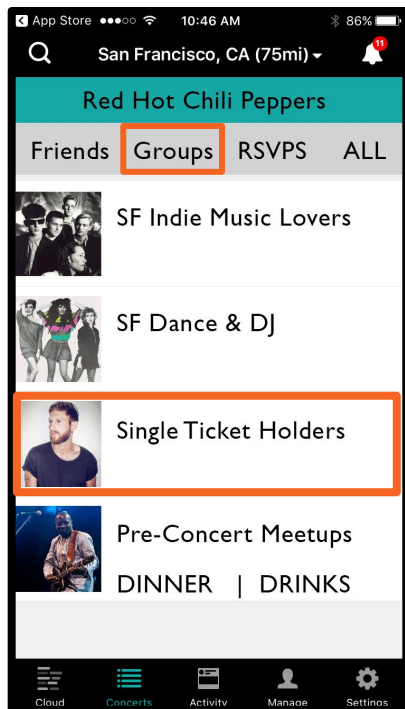 App Store 10:46 AM 86%
San Francisco, CA (75mi)
11
Red Hot Chili Peppers
Friends Groups RSVPS ALL
SF Indie Music Lovers
SF Dance & DJ
Single Ticket Holders
Pre-Concert Meetups
DINNER | DRINKS
Cloud Concerts Activity Manage Settings